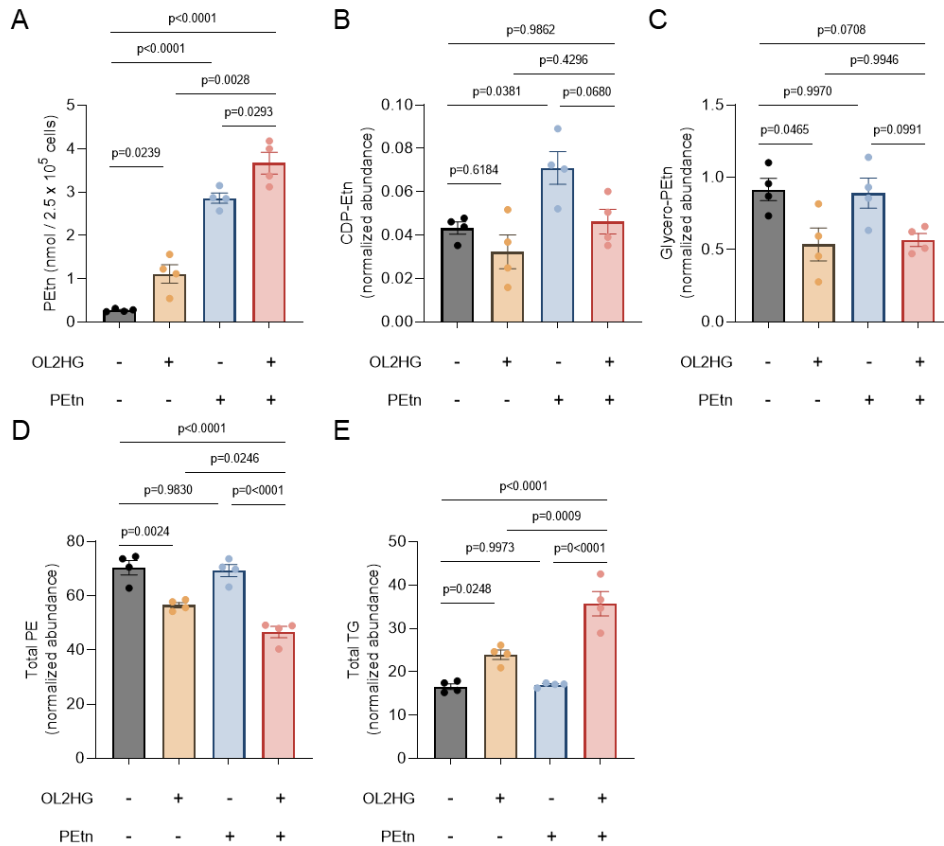 A
p<0.0001
p<0.0001
p=0.0028
p=0.0293
p=0.0239
PEtn (nmol / 2.5 x 10⁵ cells)
5
4
3
2
1
0
OL2HG - + - +
PEtn - - + +
B
p=0.9862
p=0.4296
p=0.0381
p=0.0680
p=0.6184
CDP-Etn
(normalized abundance)
0.10
0.08
0.06
0.04
0.02
0.00
OL2HG - + - +
PEtn - - + +
C
p=0.0708
p=0.9946
p=0.9970
p=0.0465 p=0.0991
Glycero-PEtn
(normalized abundance)
1.5
1.0
0.5
0.0
OL2HG - + - +
PEtn - - + +
D
p<0.0001
p=0.0246
p=0.9830 p=0<0001
p=0.0024
Total PE
(normalized abundance)
80
60
40
20
0
OL2HG - + - +
PEtn - - + +
E
p<0.0001
p=0.0009
p=0.9973 p=0<0001
p=0.0248
Total TG
(normalized abundance)
50
40
30
20
10
0
OL2HG - + - +
PEtn - - + +